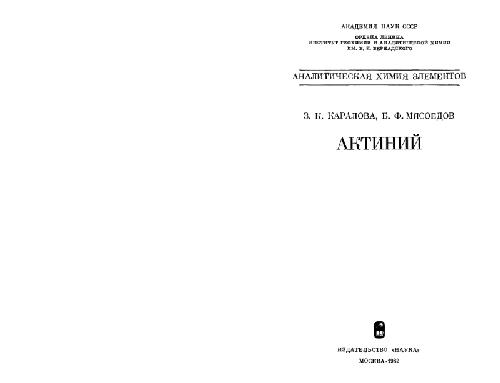 АКАДЕМИЯ НАУК СССР
ОРДЕНА ЛЕНИНА
ИНСТИТУТ ГЕОХИМИИ И АНАЛИТИЧЕСКОЙ ХИМИИ
ИМ. В. И. ВЕРНАДСКОГО
АНАЛИТИЧЕСКАЯ ХИМИЯ ЭЛЕМЕНТОВ
З. К. КАРАЛОВА, Б. Ф. МЯСОЕДОВ
АКТИНИЙ
ИЗДАТЕЛЬСТВО «НАУКА»
МОСКВА—1982